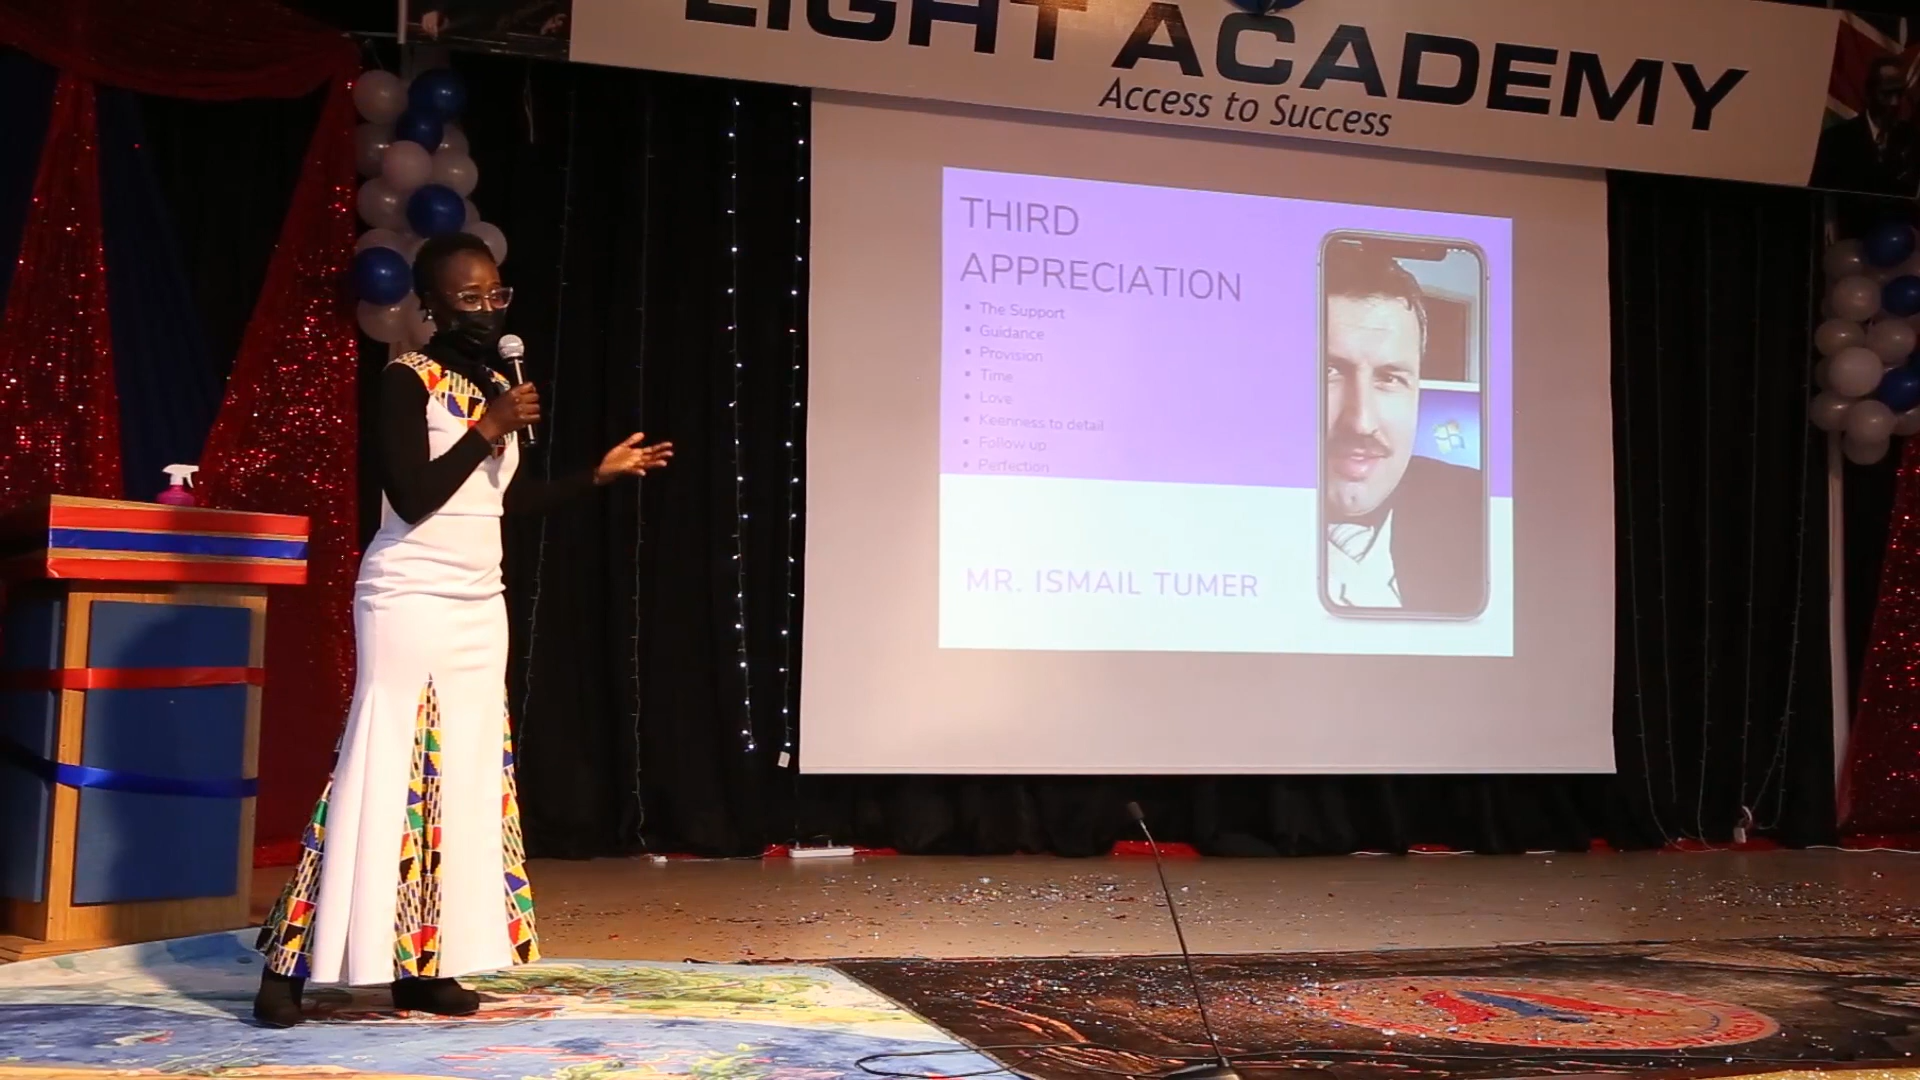 LIGHT ACADEMY
Access to Success
THIRD
APPRECIATION
• The Support
• Guidance
• Provision
• Time
• Love
• Keenness to detail
• Follow up
• Perfection
MR. ISMAIL TUMER